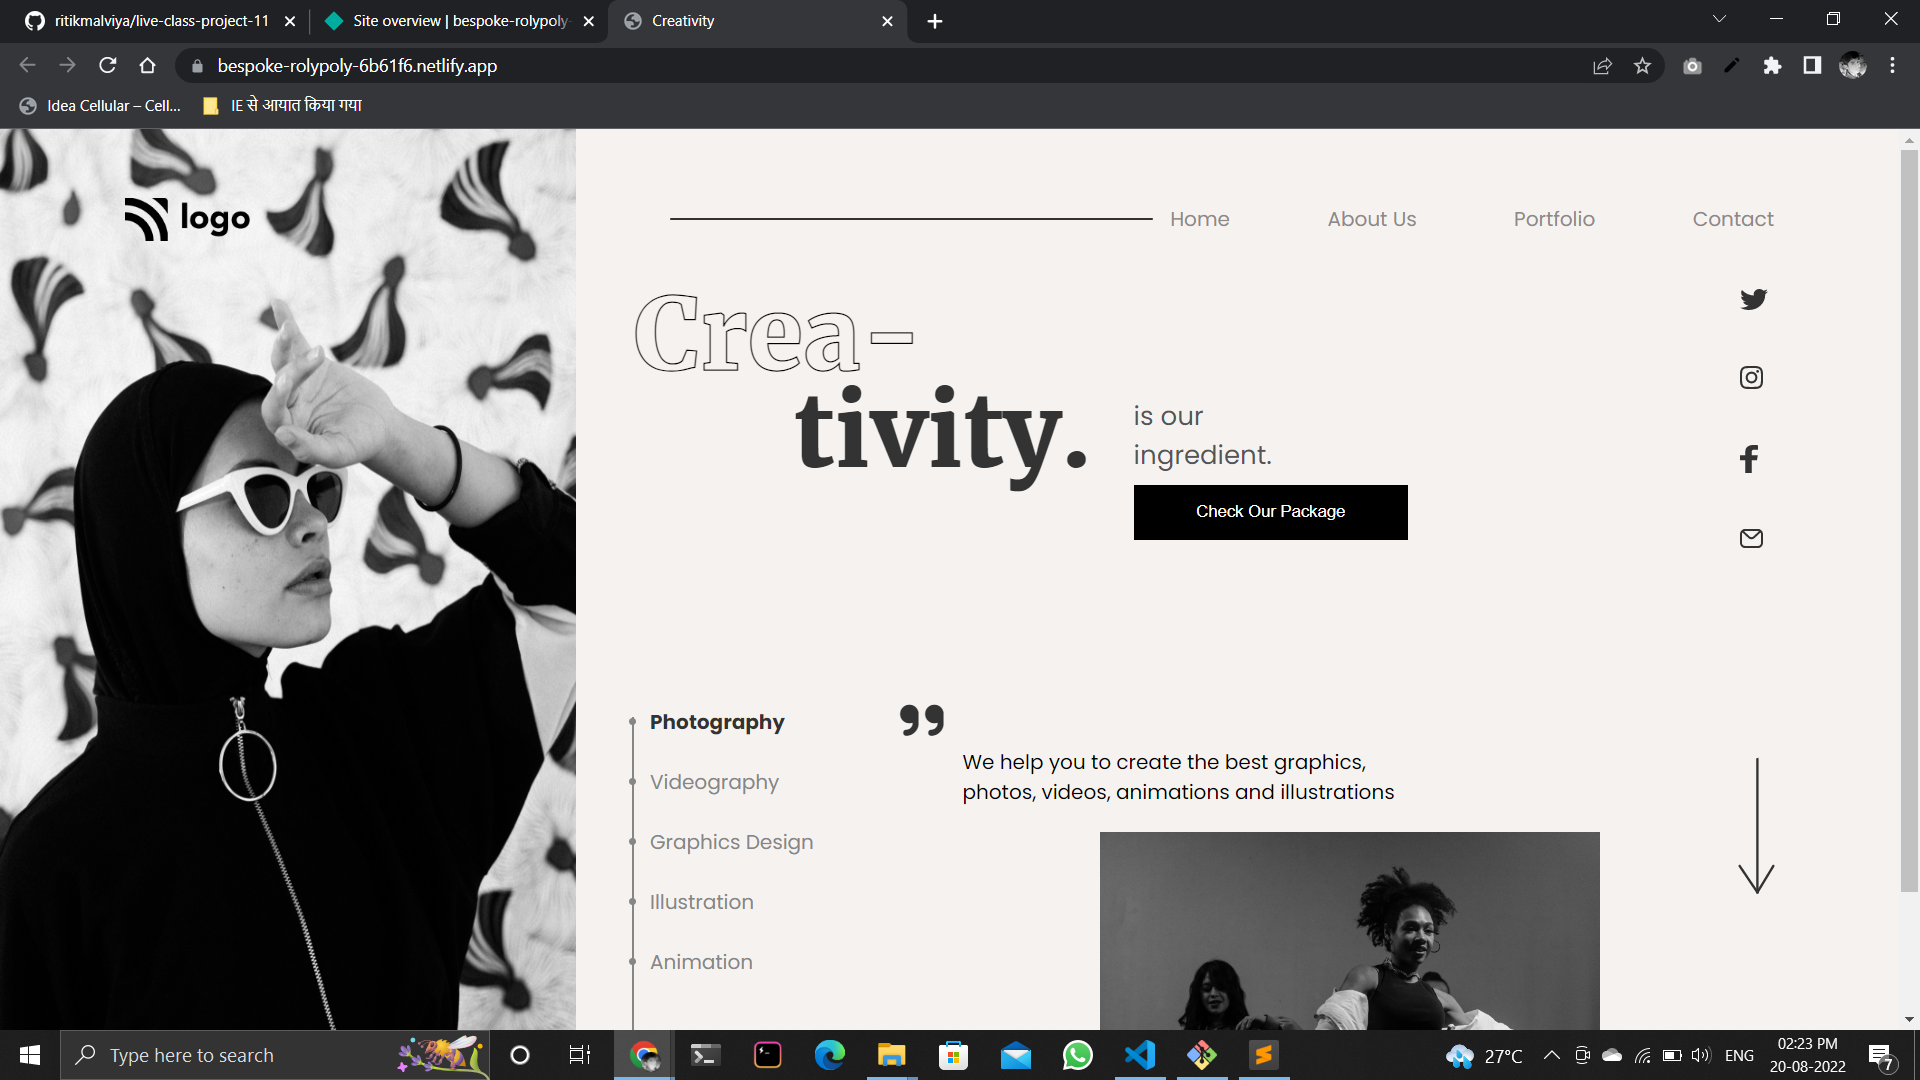 ritikmalviya/live-class-project-11
Site overview | bespoke-rolypoly-
Creativity
bespoke-rolypoly-6b61f6.netlify.app
Idea Cellular – Cell...
IE से आयात किया गया
logo
Home
About Us
Portfolio
Contact
Crea-
tivity.
is our
ingredient.
Check Our Package
Photography
Videography
Graphics Design
Illustration
Animation
We help you to create the best graphics,
photos, videos, animations and illustrations
Type here to search
27°C
ENG
02:23 PM
20-08-2022
7